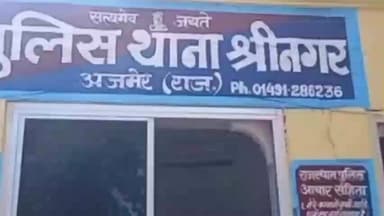 सत्यमेव जयते
पुलिस थाना श्रीनगर
अजमेर (राज.) Ph. 01491-286236
राजस्थान पुलिस
आचार संहिता